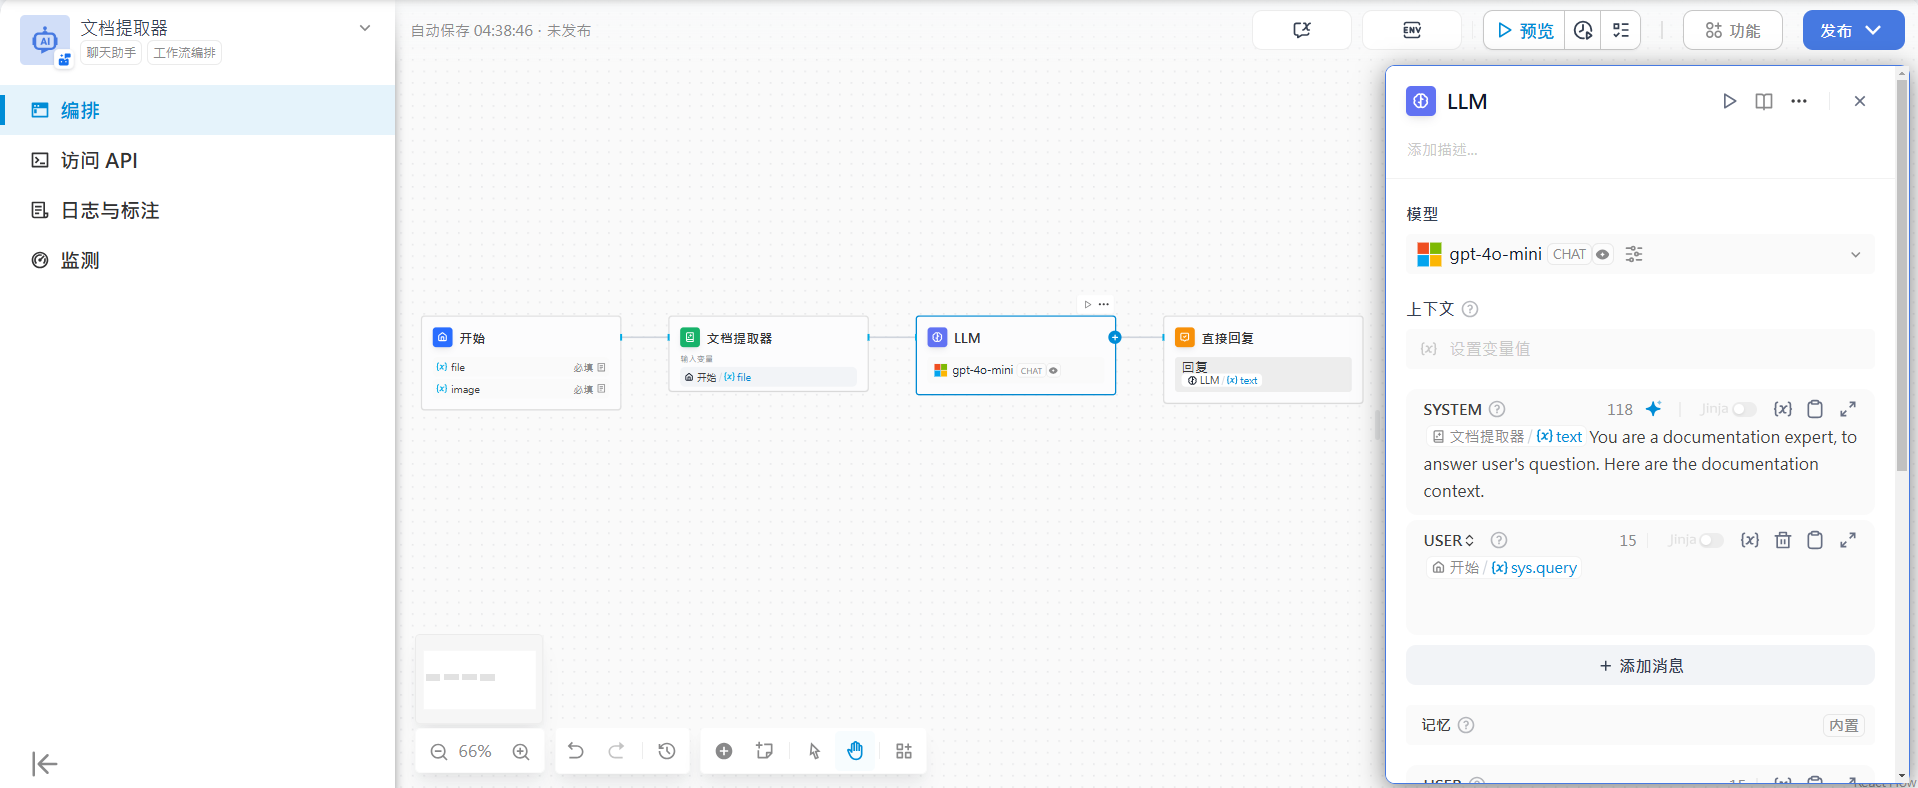 文档提取器
聊天助手 工作流编排
编排
访问 API
日志与标注
监测
自动保存 04:38:46 · 未发布
ENV
预览
功能
发布
开始
{x} file 必填
{x} image 必填
文档提取器
输入变量
开始 / {x} file
LLM
gpt-4o-mini CHAT
直接回复
回复
LLM / {x} text
66%
LLM
添加描述...
模型
gpt-4o-mini CHAT
上下文
{x} 设置变量值
SYSTEM 118 Jinja {x}
文档提取器 / {x} text You are a documentation expert, to
answer user's question. Here are the documentation
context.
USER 15 Jinja {x}
开始 / {x} sys.query
+ 添加消息
记忆 内置
USER 15 {x}
React Flow